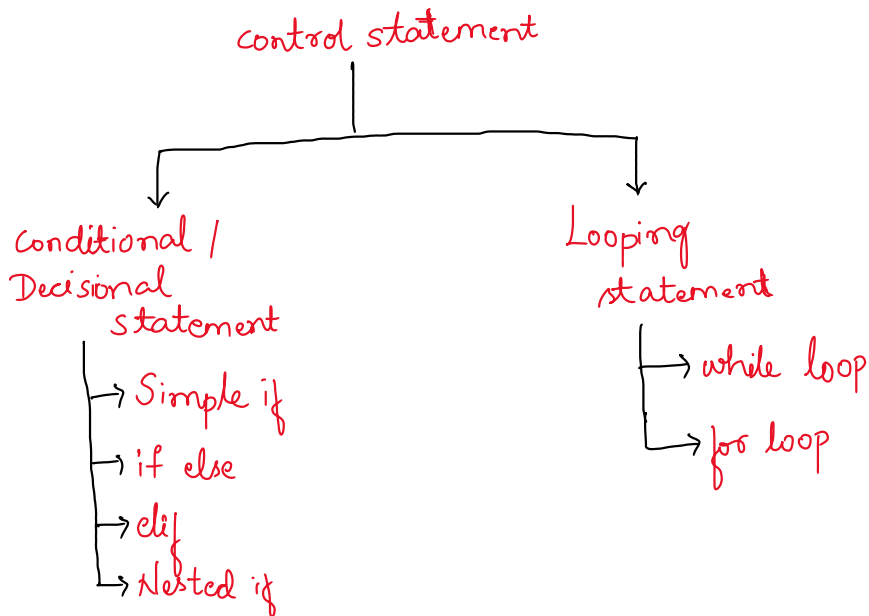 control statement
Conditional /
Decisional
statement
Simple if
if else
elif
Nested if
Looping
statement
while loop
for loop